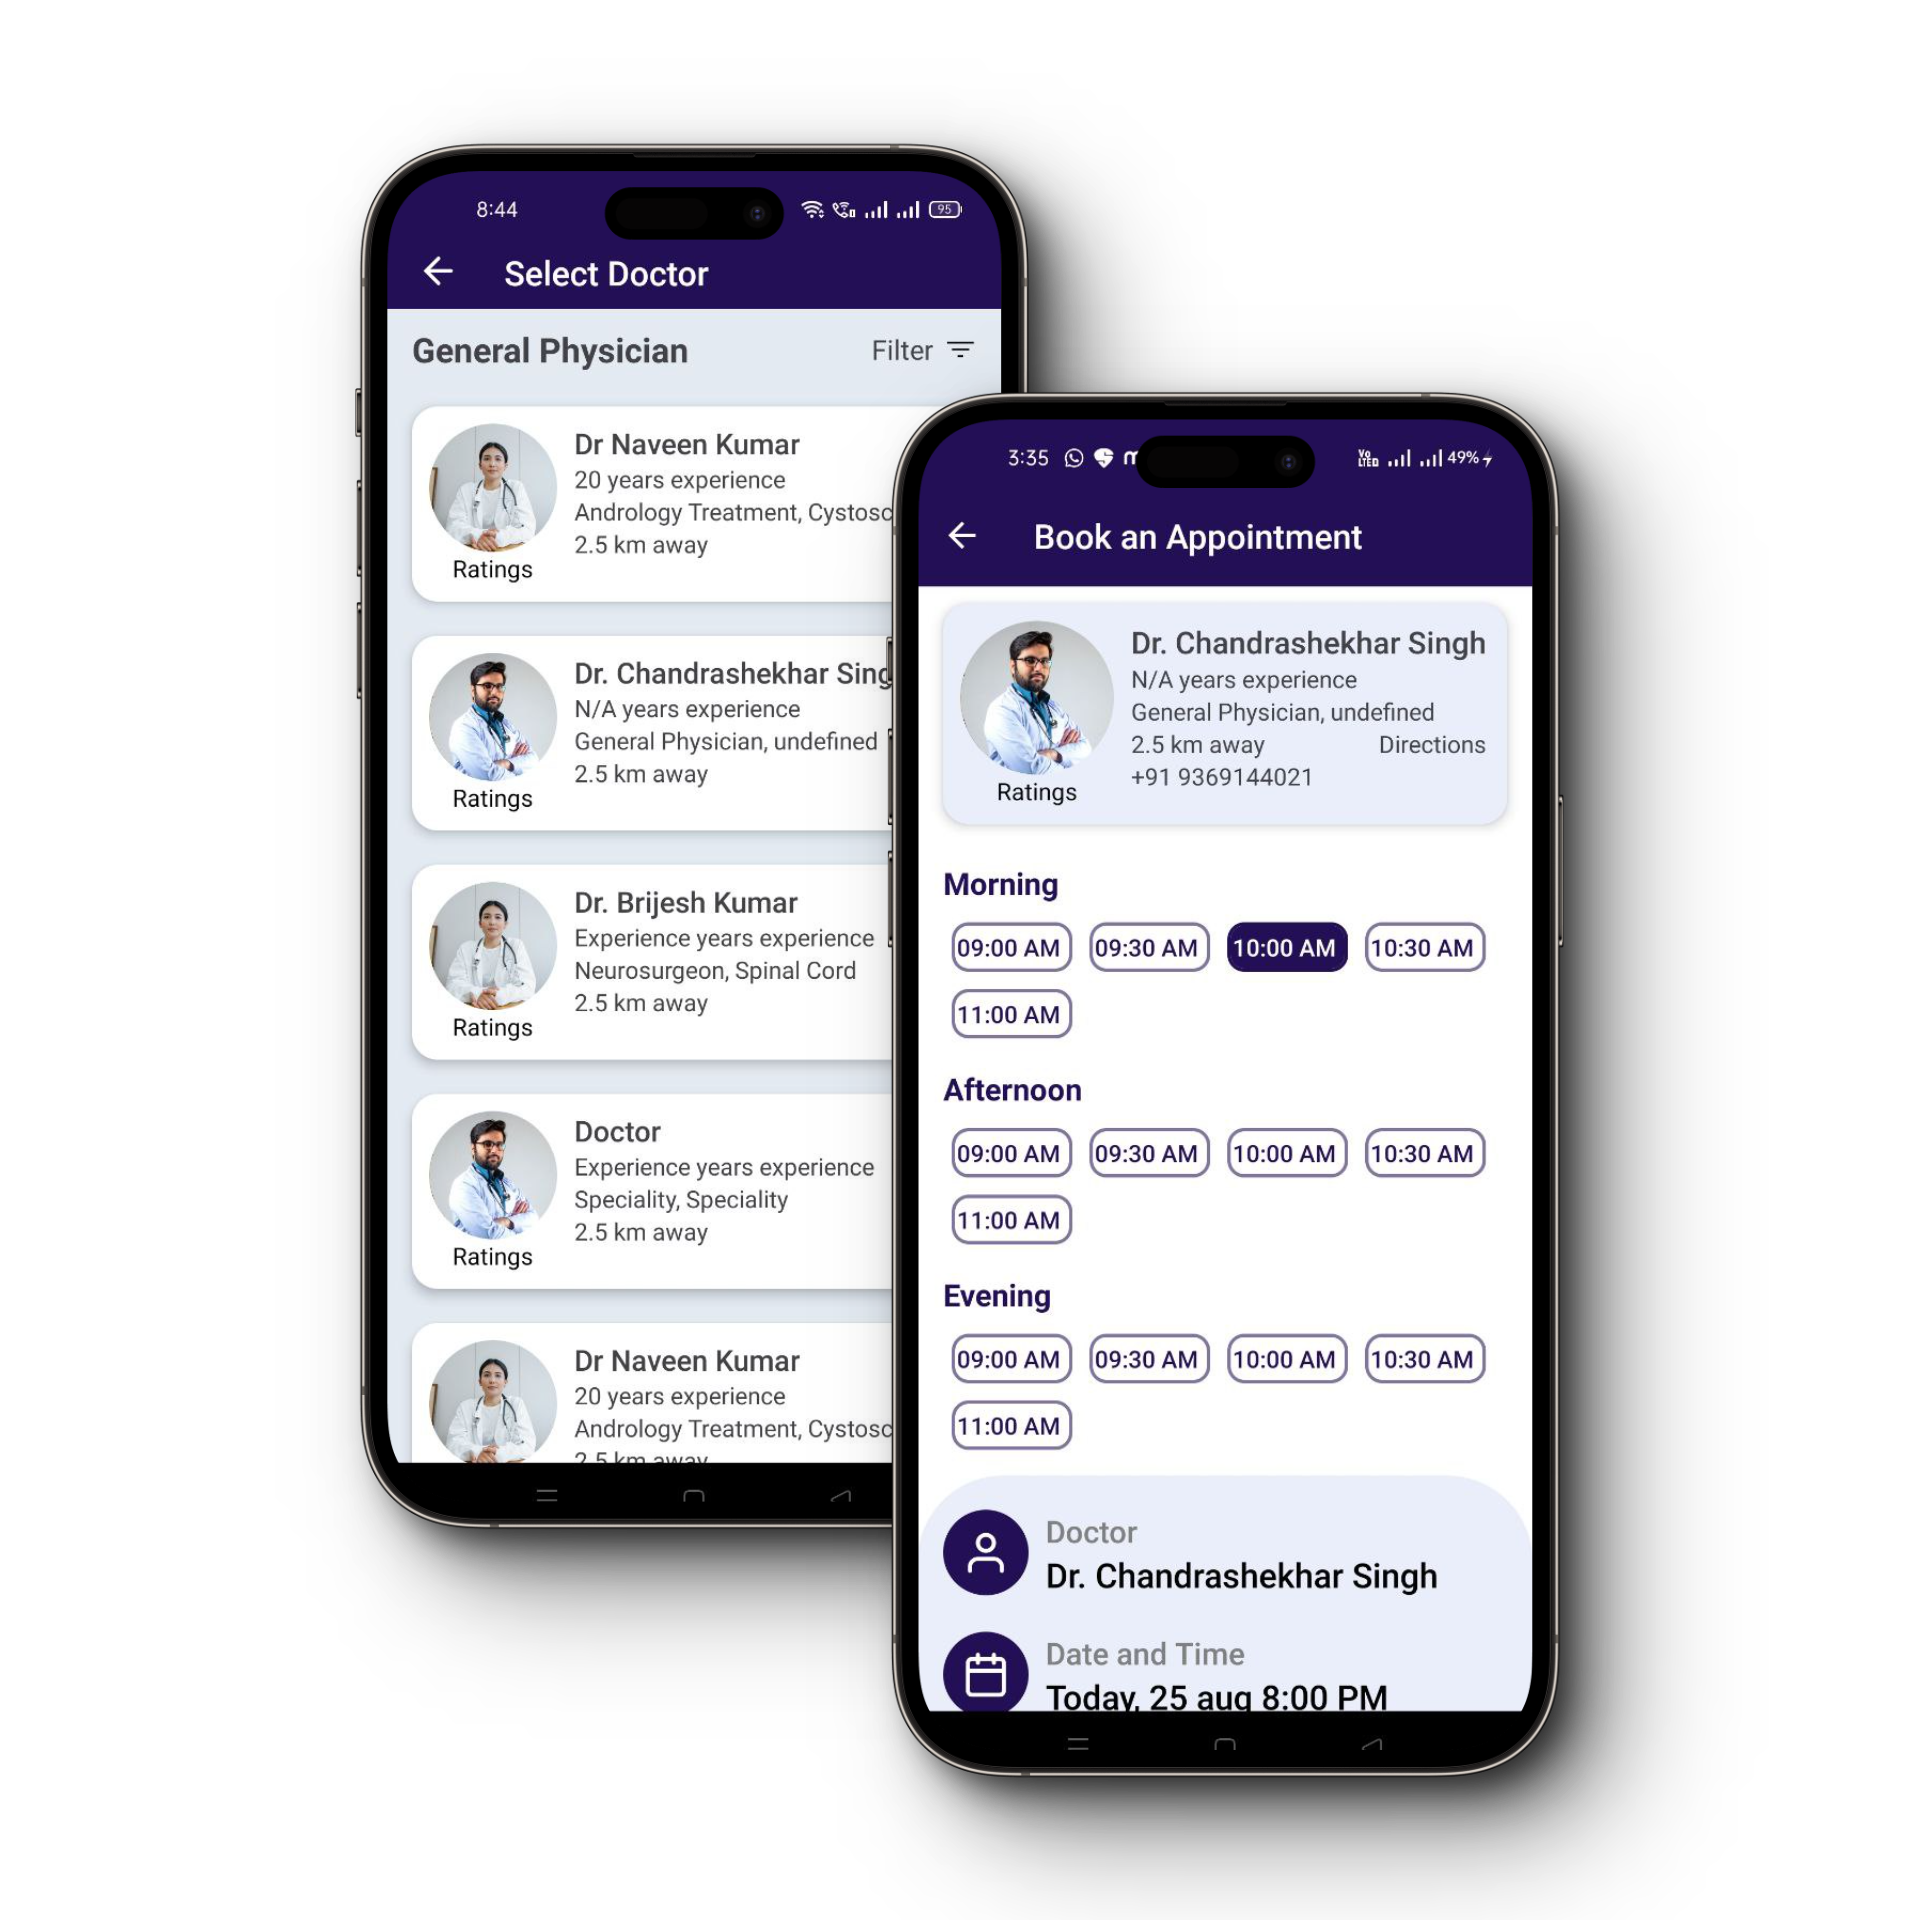 8:44
95
Select Doctor
General Physician
Filter
Dr Naveen Kumar
20 years experience
Andrology Treatment, Cystosc
2.5 km away
Ratings
Dr. Chandrashekhar Sing
N/A years experience
General Physician, undefined
2.5 km away
Ratings
Dr. Brijesh Kumar
Experience years experience
Neurosurgeon, Spinal Cord
2.5 km away
Ratings
Doctor
Experience years experience
Speciality, Speciality
2.5 km away
Ratings
Dr Naveen Kumar
20 years experience
Andrology Treatment, Cystosc
2.5 km away
3:35
Vo LTE 49%
Book an Appointment
Dr. Chandrashekhar Singh
N/A years experience
General Physician, undefined
2.5 km away Directions
+91 9369144021
Ratings
Morning
09:00 AM 09:30 AM 10:00 AM 10:30 AM
11:00 AM
Afternoon
09:00 AM 09:30 AM 10:00 AM 10:30 AM
11:00 AM
Evening
09:00 AM 09:30 AM 10:00 AM 10:30 AM
11:00 AM
Doctor
Dr. Chandrashekhar Singh
Date and Time
Today, 25 aug 8:00 PM